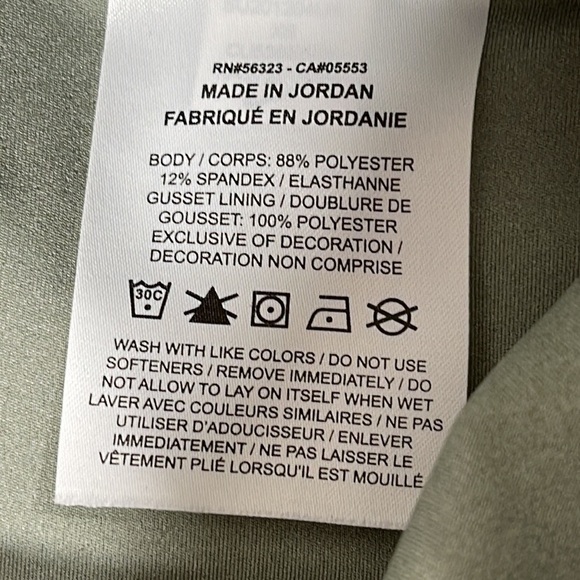 RN#56323 - CA#05553
MADE IN JORDAN
FABRIQUÉ EN JORDANIE
BODY / CORPS: 88% POLYESTER
12% SPANDEX / ELASTHANNE
GUSSET LINING / DOUBLURE DE
GOUSSET: 100% POLYESTER
EXCLUSIVE OF DECORATION /
DECORATION NON COMPRISE
30C
WASH WITH LIKE COLORS / DO NOT USE
SOFTENERS / REMOVE IMMEDIATELY / DO
NOT ALLOW TO LAY ON ITSELF WHEN WET
LAVER AVEC COULEURS SIMILAIRES / NE PAS
UTILISER D'ADOUCISSEUR / ENLEVER
IMMEDIATEMENT / NE PAS LAISSER LE
VÊTEMENT PLIÉ LORSQU'IL EST MOUILLÉ